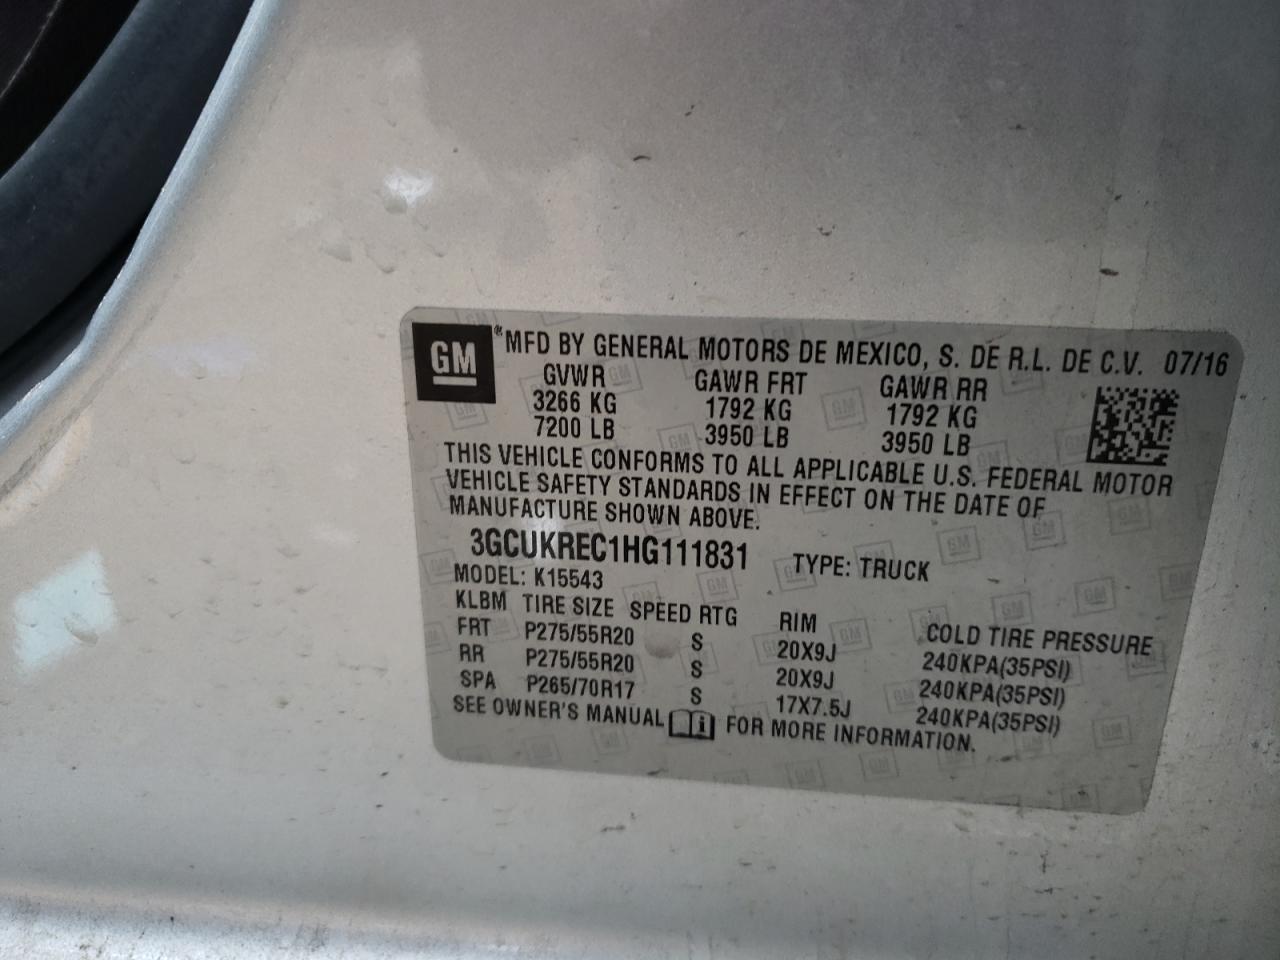 GM
®MFD BY GENERAL MOTORS DE MEXICO, S. DE R.L. DE C.V. 07/16
GVWR GAWR FRT GAWR RR
3266 KG 1792 KG 1792 KG
7200 LB 3950 LB 3950 LB
THIS VEHICLE CONFORMS TO ALL APPLICABLE U.S. FEDERAL MOTOR
VEHICLE SAFETY STANDARDS IN EFFECT ON THE DATE OF
MANUFACTURE SHOWN ABOVE.
3GCUKREC1HG111831 TYPE: TRUCK
MODEL: K15543
KLBM TIRE SIZE SPEED RTG RIM COLD TIRE PRESSURE
FRT P275/55R20 S 20X9J 240KPA(35PSI)
RR P275/55R20 S 20X9J 240KPA(35PSI)
SPA P265/70R17 S 17X7.5J 240KPA(35PSI)
SEE OWNER'S MANUAL i FOR MORE INFORMATION.